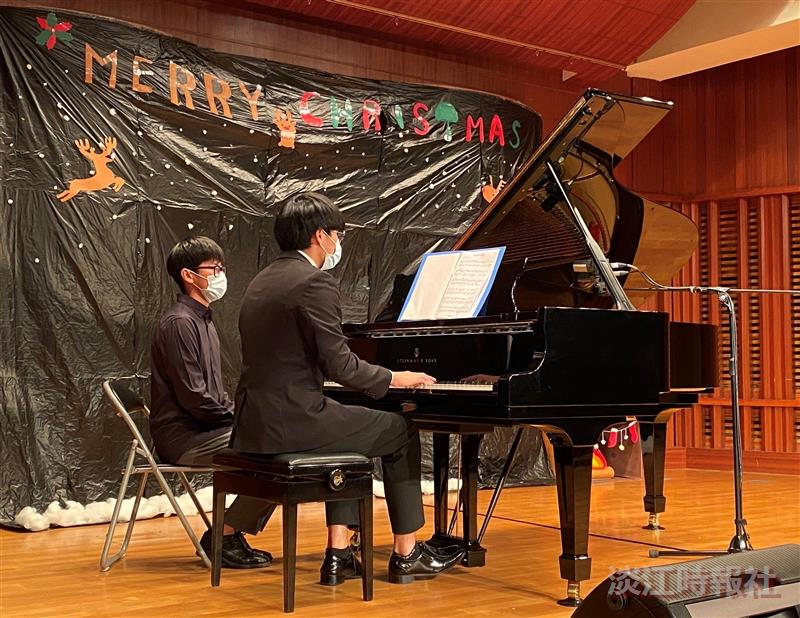 MERRY CHRISTMAS
STEINWAY & SONS
淡江時報社